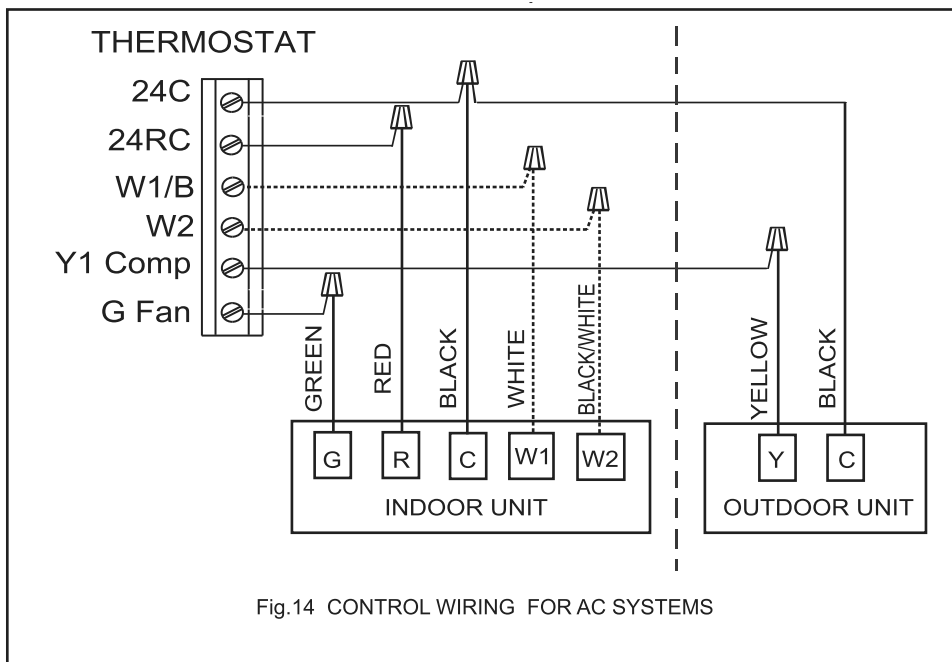 THERMOSTAT
24C
24RC
W1/B
W2
Y1 Comp
G Fan
GREEN
RED
BLACK
WHITE
BLACK/WHITE
YELLOW
BLACK
G
R
C
W1
W2
Y
C
INDOOR UNIT
OUTDOOR UNIT
Fig.14 CONTROL WIRING FOR AC SYSTEMS